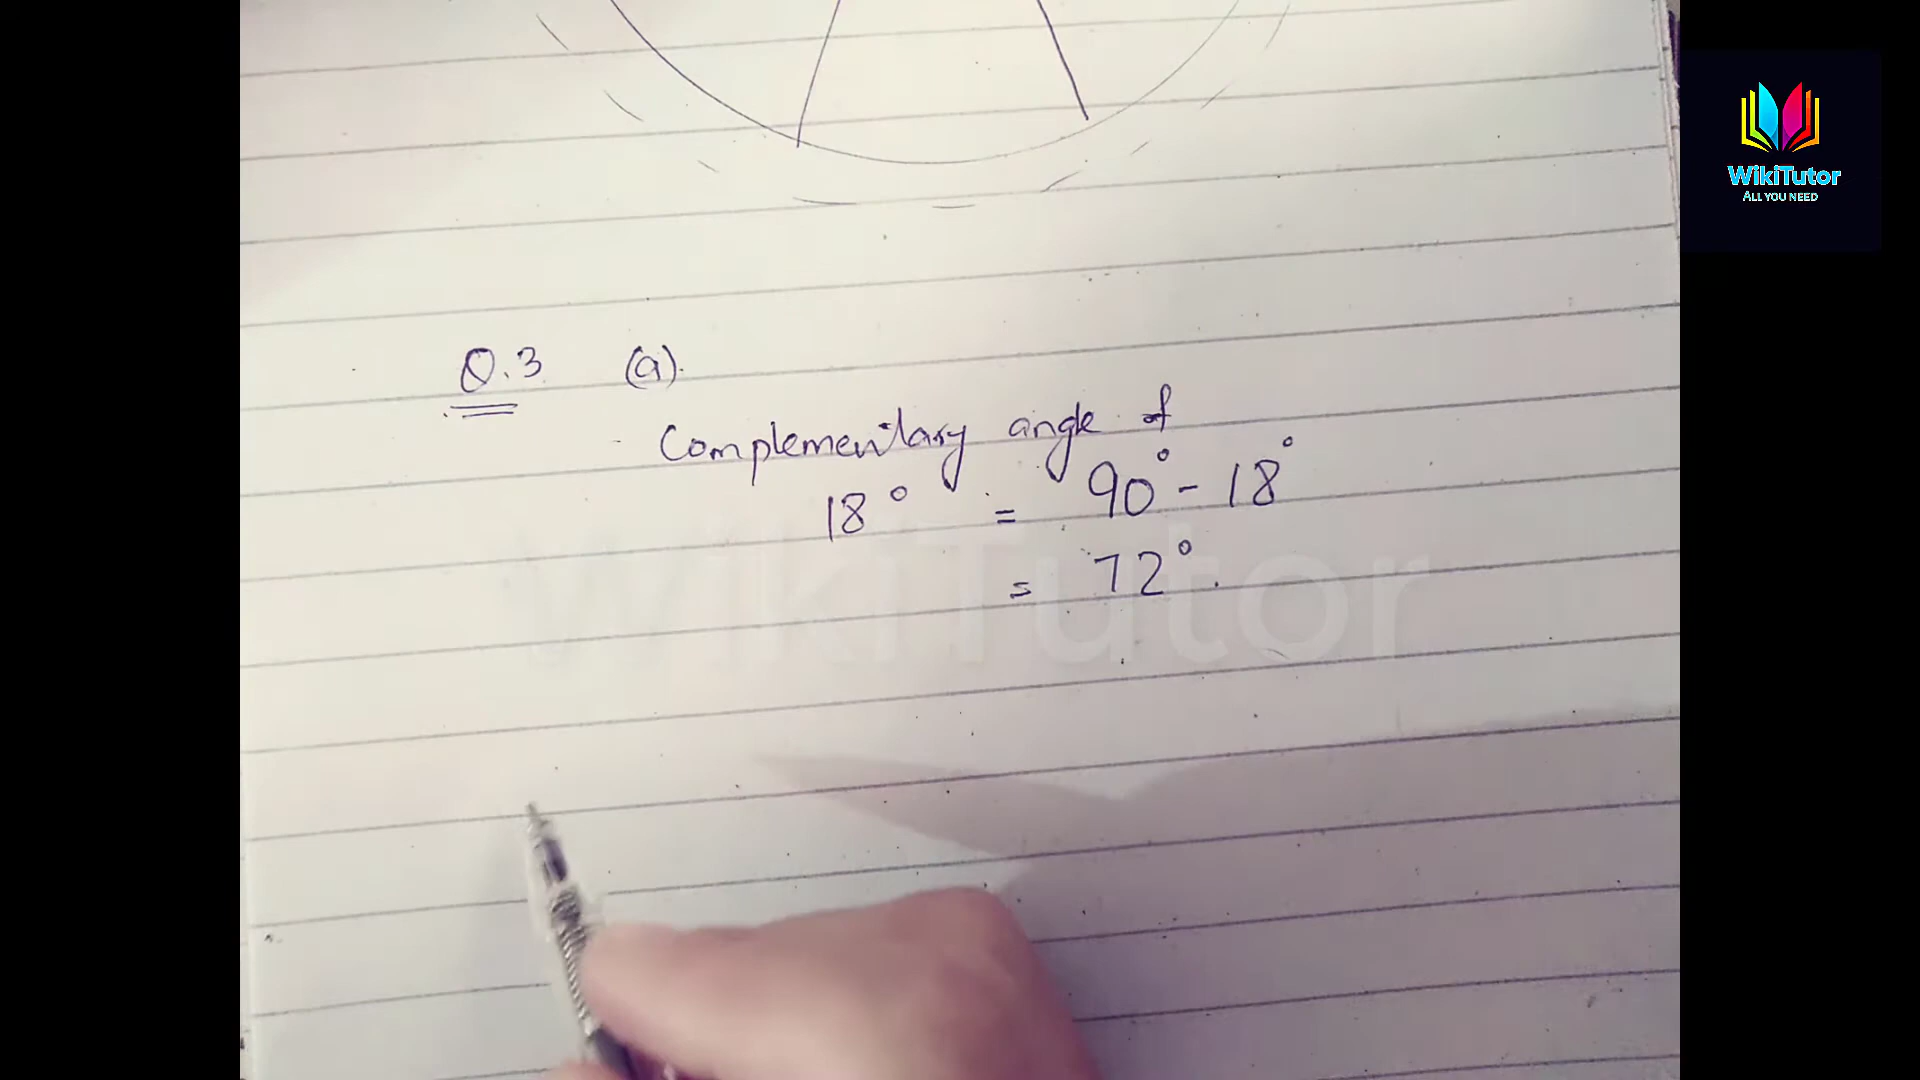 WikiTutor
ALL YOU NEED
Q.3 (a).
Complementary angle of
18° = 90° - 18°
= 72°.
WikiTutor